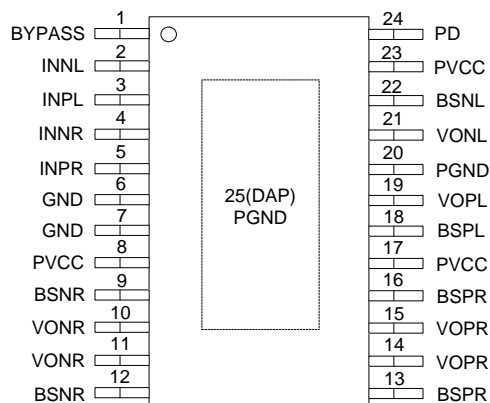 BYPASS 1
INNL 2
INPL 3
INNR 4
INPR 5
GND 6
GND 7
PVCC 8
BSNR 9
VONR 10
VONR 11
BSNR 12
25(DAP)
PGND
24 PD
23 PVCC
22 BSNL
21 VONL
20 PGND
19 VOPL
18 BSPL
17 PVCC
16 BSPR
15 VOPR
14 VOPR
13 BSPR